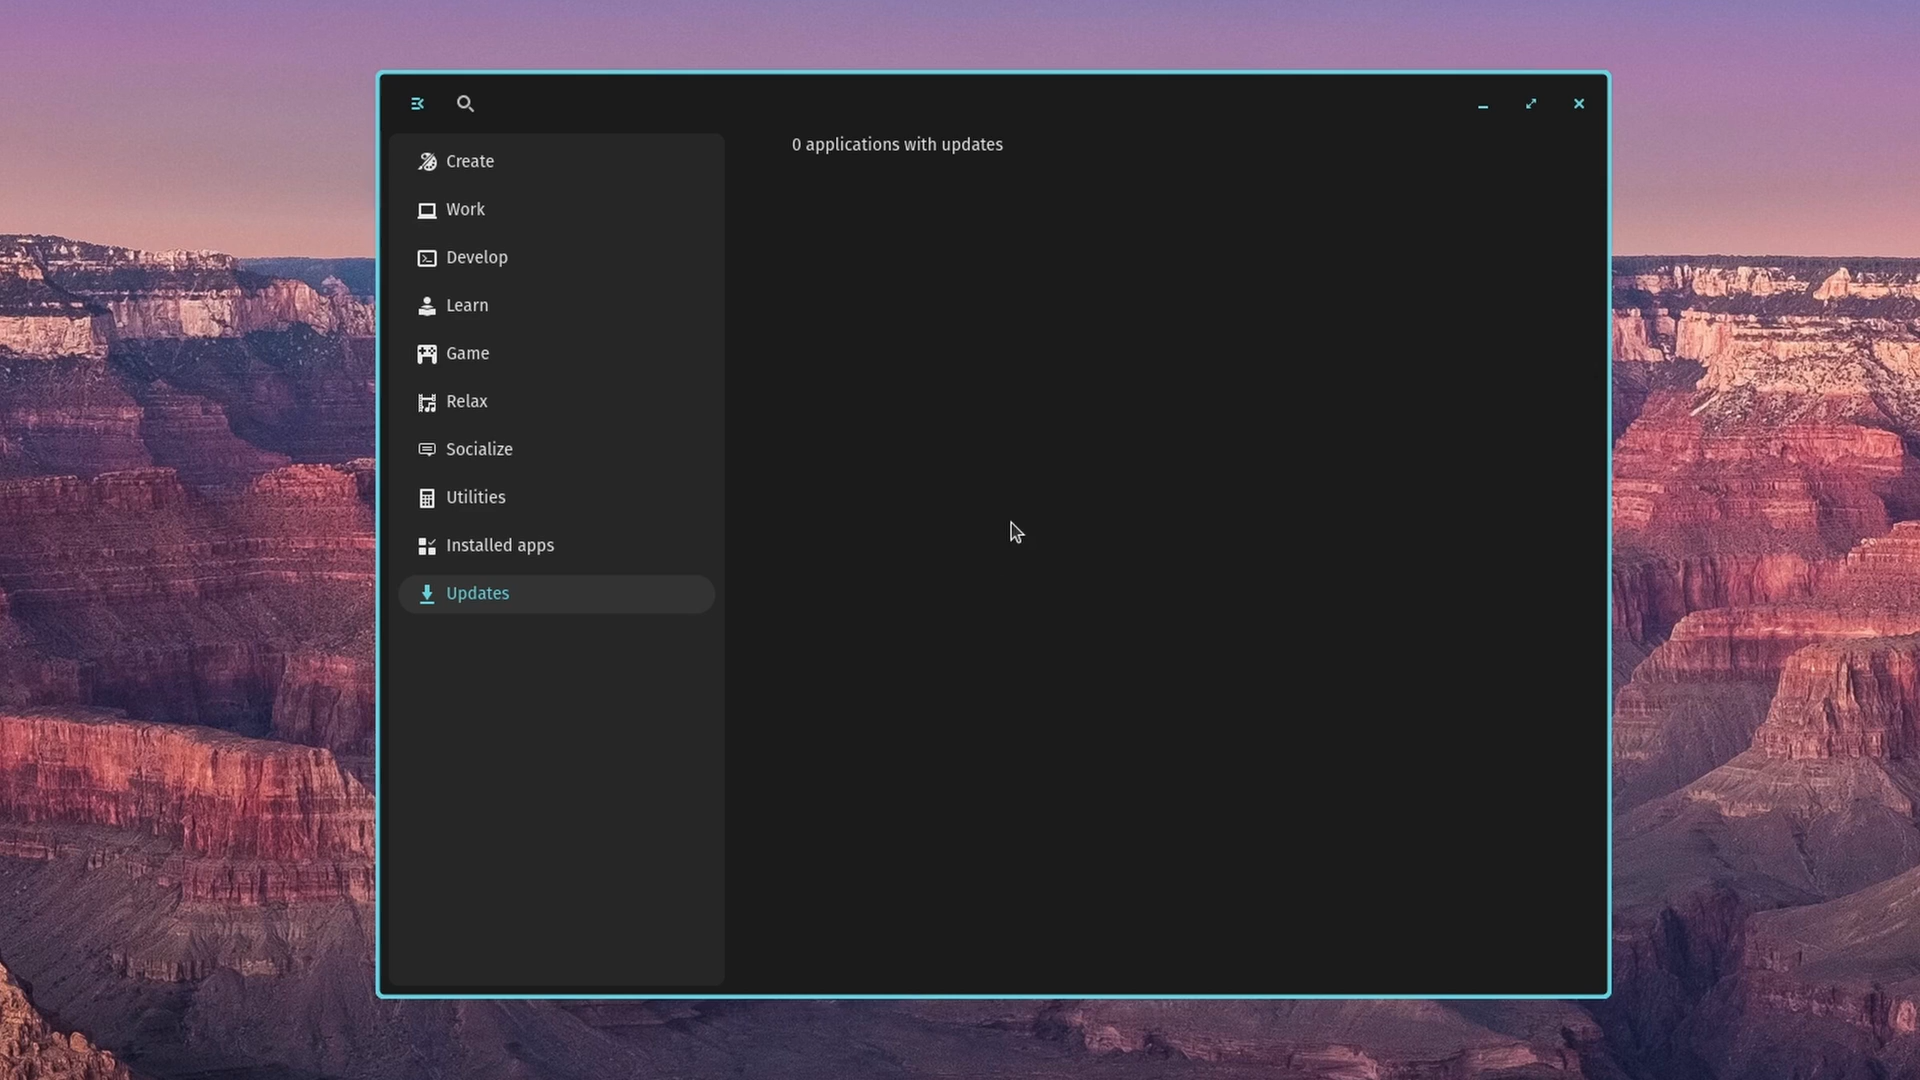 0 applications with updates
Create
Work
Develop
Learn
Game
Relax
Socialize
Utilities
Installed apps
Updates